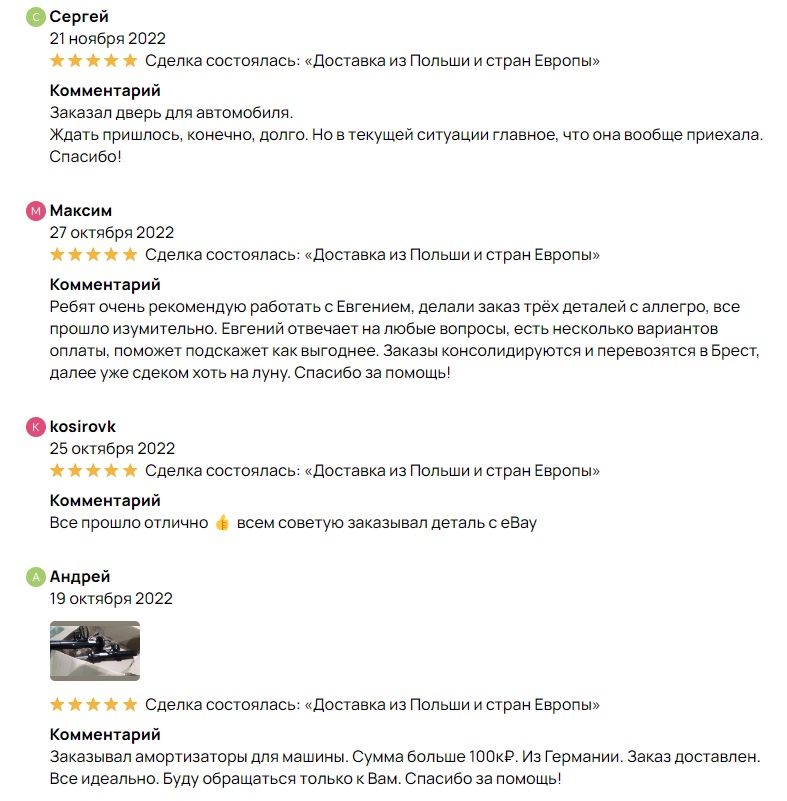 С Сергей
21 ноября 2022
Сделка состоялась: «Доставка из Польши и стран Европы»
Комментарий
Заказал дверь для автомобиля.
Ждать пришлось, конечно, долго. Но в текущей ситуации главное, что она вообще приехала.
Спасибо!
М Максим
27 октября 2022
Сделка состоялась: «Доставка из Польши и стран Европы»
Комментарий
Ребят очень рекомендую работать с Евгением, делали заказ трёх деталей с аллегро, все
прошло изумительно. Евгений отвечает на любые вопросы, есть несколько вариантов
оплаты, поможет подскажет как выгоднее. Заказы консолидируются и перевозятся в Брест,
далее уже сдеком хоть на луну. Спасибо за помощь!
K kosirovk
25 октября 2022
Сделка состоялась: «Доставка из Польши и стран Европы»
Комментарий
Все прошло отлично 👍 всем советую заказывал деталь с eBay
А Андрей
19 октября 2022
Сделка состоялась: «Доставка из Польши и стран Европы»
Комментарий
Заказывал амортизаторы для машины. Сумма больше 100к₽. Из Германии. Заказ доставлен.
Все идеально. Буду обращаться только к Вам. Спасибо за помощь!